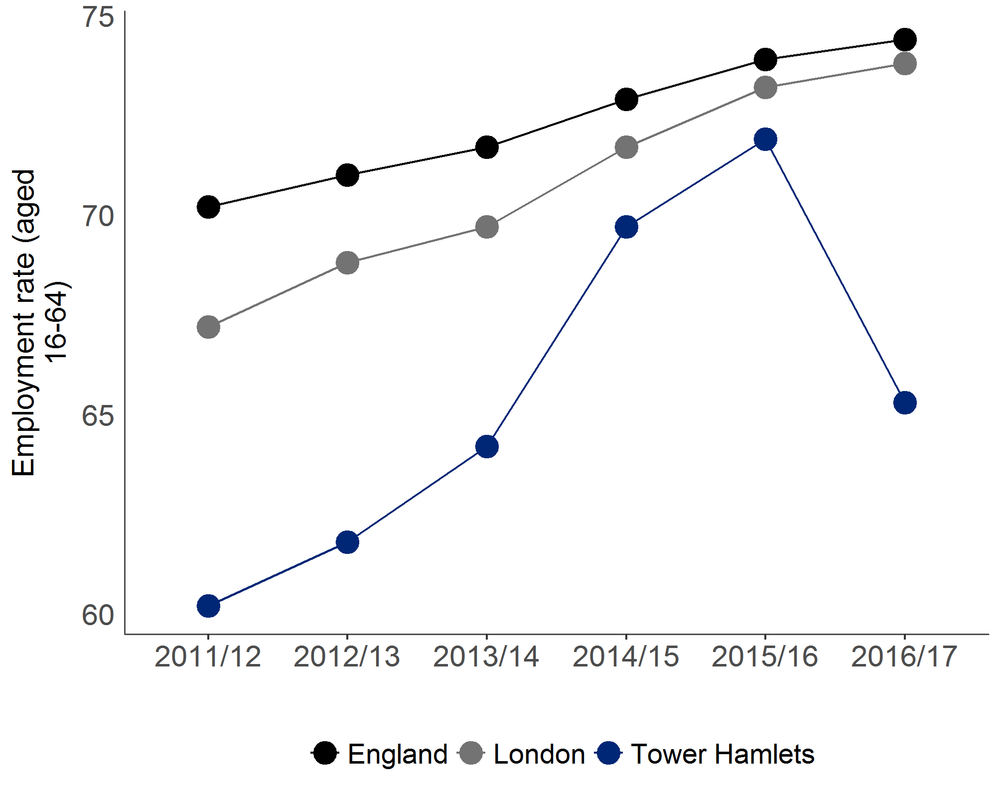 Employment rate (aged
16-64)
75
70
65
60
2011/12 2012/13 2013/14 2014/15 2015/16 2016/17
England London Tower Hamlets